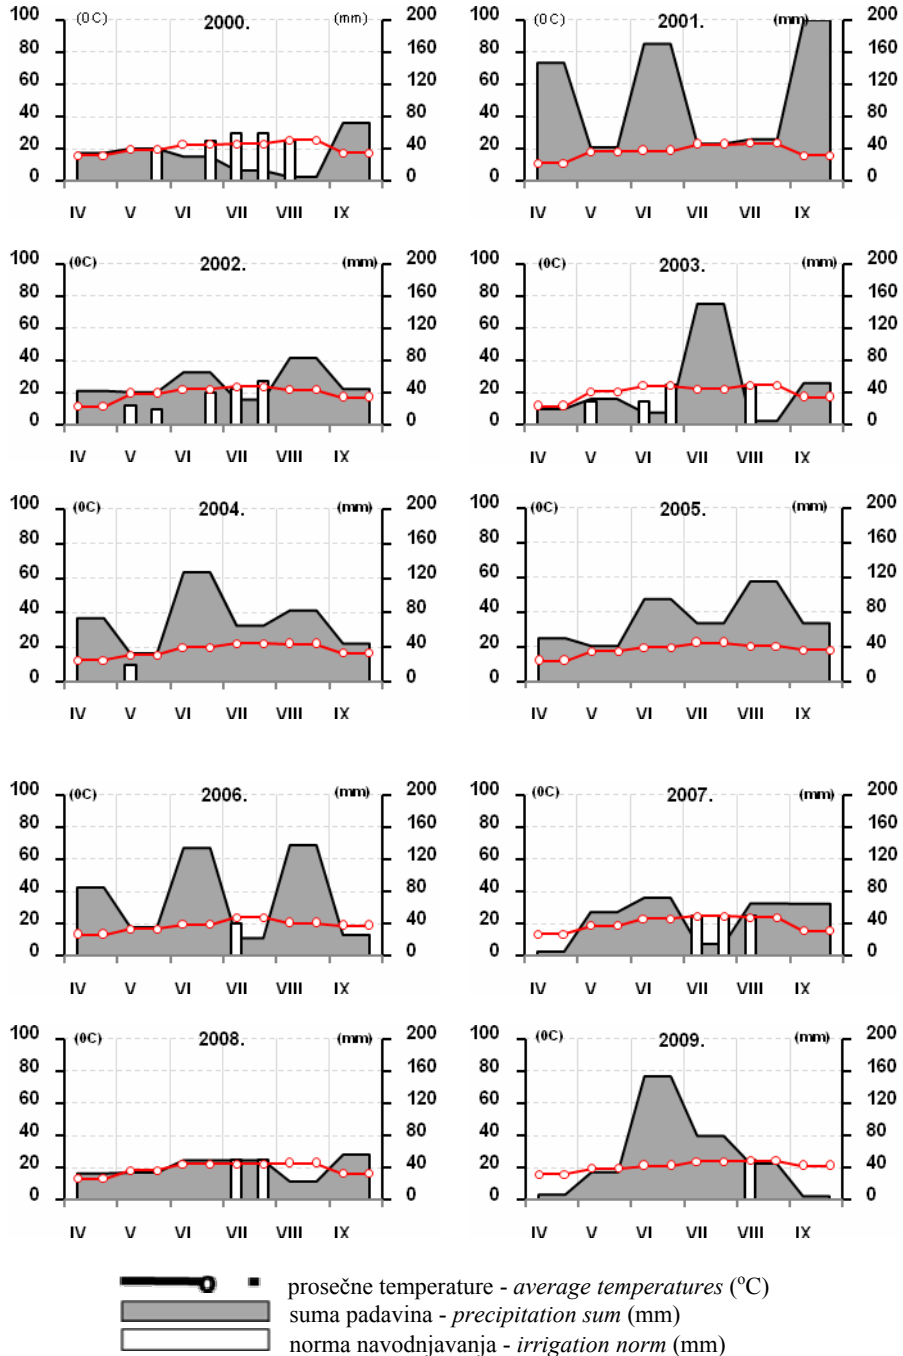 (0C) 2000. (mm)
100 200
80 160
60 120
40 80
20 40
0 0
IV V VI VII VIII IX
(0C) 2001. (mm)
100 200
80 160
60 120
40 80
20 40
0 0
IV V VI VII VII IX
(0C) 2002. (mm)
100 200
80 160
60 120
40 80
20 40
0 0
IV V VI VII VIII IX
(0C) 2003. (mm)
100 200
80 160
60 120
40 80
20 40
0 0
IV V VI VII VIII IX
(0C) 2004. (mm)
100 200
80 160
60 120
40 80
20 40
0 0
IV V VI VII VIII IX
(0C) 2005. (mm)
100 200
80 160
60 120
40 80
20 40
0 0
IV V VI VII VIII IX
(0C) 2006. (mm)
100 200
80 160
60 120
40 80
20 40
0 0
IV V VI VII VIII IX
(0C) 2007. (mm)
100 200
80 160
60 120
40 80
20 40
0 0
IV V VI VII VIII IX
(0C) 2008. (mm)
100 200
80 160
60 120
40 80
20 40
0 0
IV V VI VII VIII IX
(0C) 2009. (mm)
100 200
80 160
60 120
40 80
20 40
0 0
IV V VI VII VIII IX
prosečne temperature - average temperatures (°C)
suma padavina - precipitation sum (mm)
norma navodnjavanja - irrigation norm (mm)